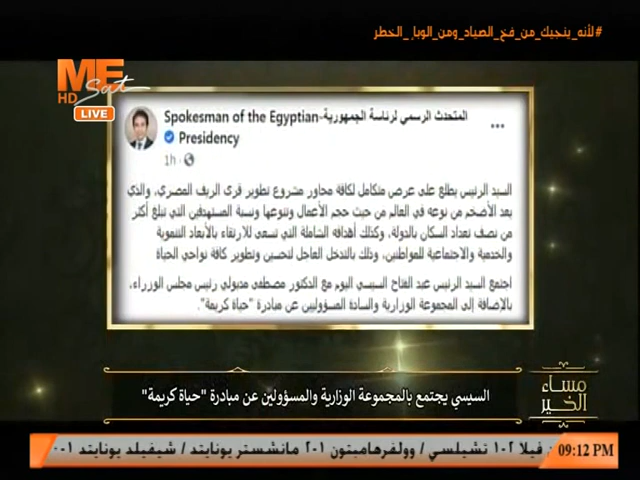 #لأنه_ينجيك_من_فخ_الصياد_ومن_الوبا_الخطر
ME
Sat
HD
LIVE
Spokesman of the Egyptian-المتحدث الرسمي لرئاسة الجمهورية
Presidency
1h
السيد الرئيس يطلع على عرض متكامل لكافة محاور مشروع تطوير قرى الريف المصري، والذي
يعد الأضخم من نوعه في العالم من حيث حجم الأعمال وتنوعها ونسبة المستهدفين التي تبلغ أكثر
من نصف تعداد السكان بالدولة، وكذلك أهدافه الشاملة التي تسعى للارتقاء بالأبعاد التنموية
والخدمية والاجتماعية للمواطنين، وذلك بالتدخل العاجل لتحسين وتطوير كافة نواحي الحياة
اجتمع السيد الرئيس عبد الفتاح السيسي اليوم مع الدكتور مصطفى مدبولي رئيس مجلس الوزراء،
بالإضافة إلى المجموعة الوزارية والسادة المسؤولين عن مبادرة "حياة كريمة".
مساء
الخير
السيسي يجتمع بالمجموعة الوزارية والمسؤولين عن مبادرة "حياة كريمة"
ن فيلا ٢-١ تشيلسي / وولفرهامبتون ١-٢ مانشستر يونايتد / شيفيلد يونايتد ١-٠
09:12 PM